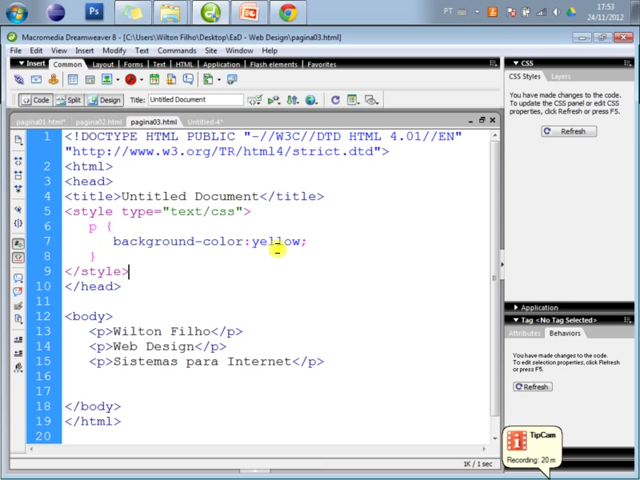 PT
17:53
24/11/2012
Macromedia Dreamweaver 8 - [C:\Users\Wilton Filho\Desktop\EaD - Web Design\pagina03.html]
File Edit View Insert Modify Text Commands Site Window Help
Insert Common Layout Forms Text HTML Application Flash elements Favorites
Code Split Design Title: Untitled Document
pagina01.html* pagina02.html pagina03.html Untitled-4*
1 <!DOCTYPE HTML PUBLIC "-//W3C//DTD HTML 4.01//EN"
2 "http://www.w3.org/TR/html4/strict.dtd">
2 <html>
3 <head>
4 <title>Untitled Document</title>
5 <style type="text/css">
6 p {
7 background-color:yellow;
8 }
9 </style>
10 </head>
11
12 <body>
13 <p>Wilton Filho</p>
14 <p>Web Design</p>
15 <p>Sistemas para Internet</p>
16
17
18 </body>
19 </html>
20
1K / 1 sec
CSS
CSS Styles Layers
You have made changes to the code.
To update the CSS panel or edit CSS
properties, click Refresh or press F5.
Refresh
Application
Tag <No Tag Selected>
Attributes Behaviors
You have made changes to the code.
To edit selection properties, click Refresh
or press F5.
Refresh
TipCam
Recording: 20 m